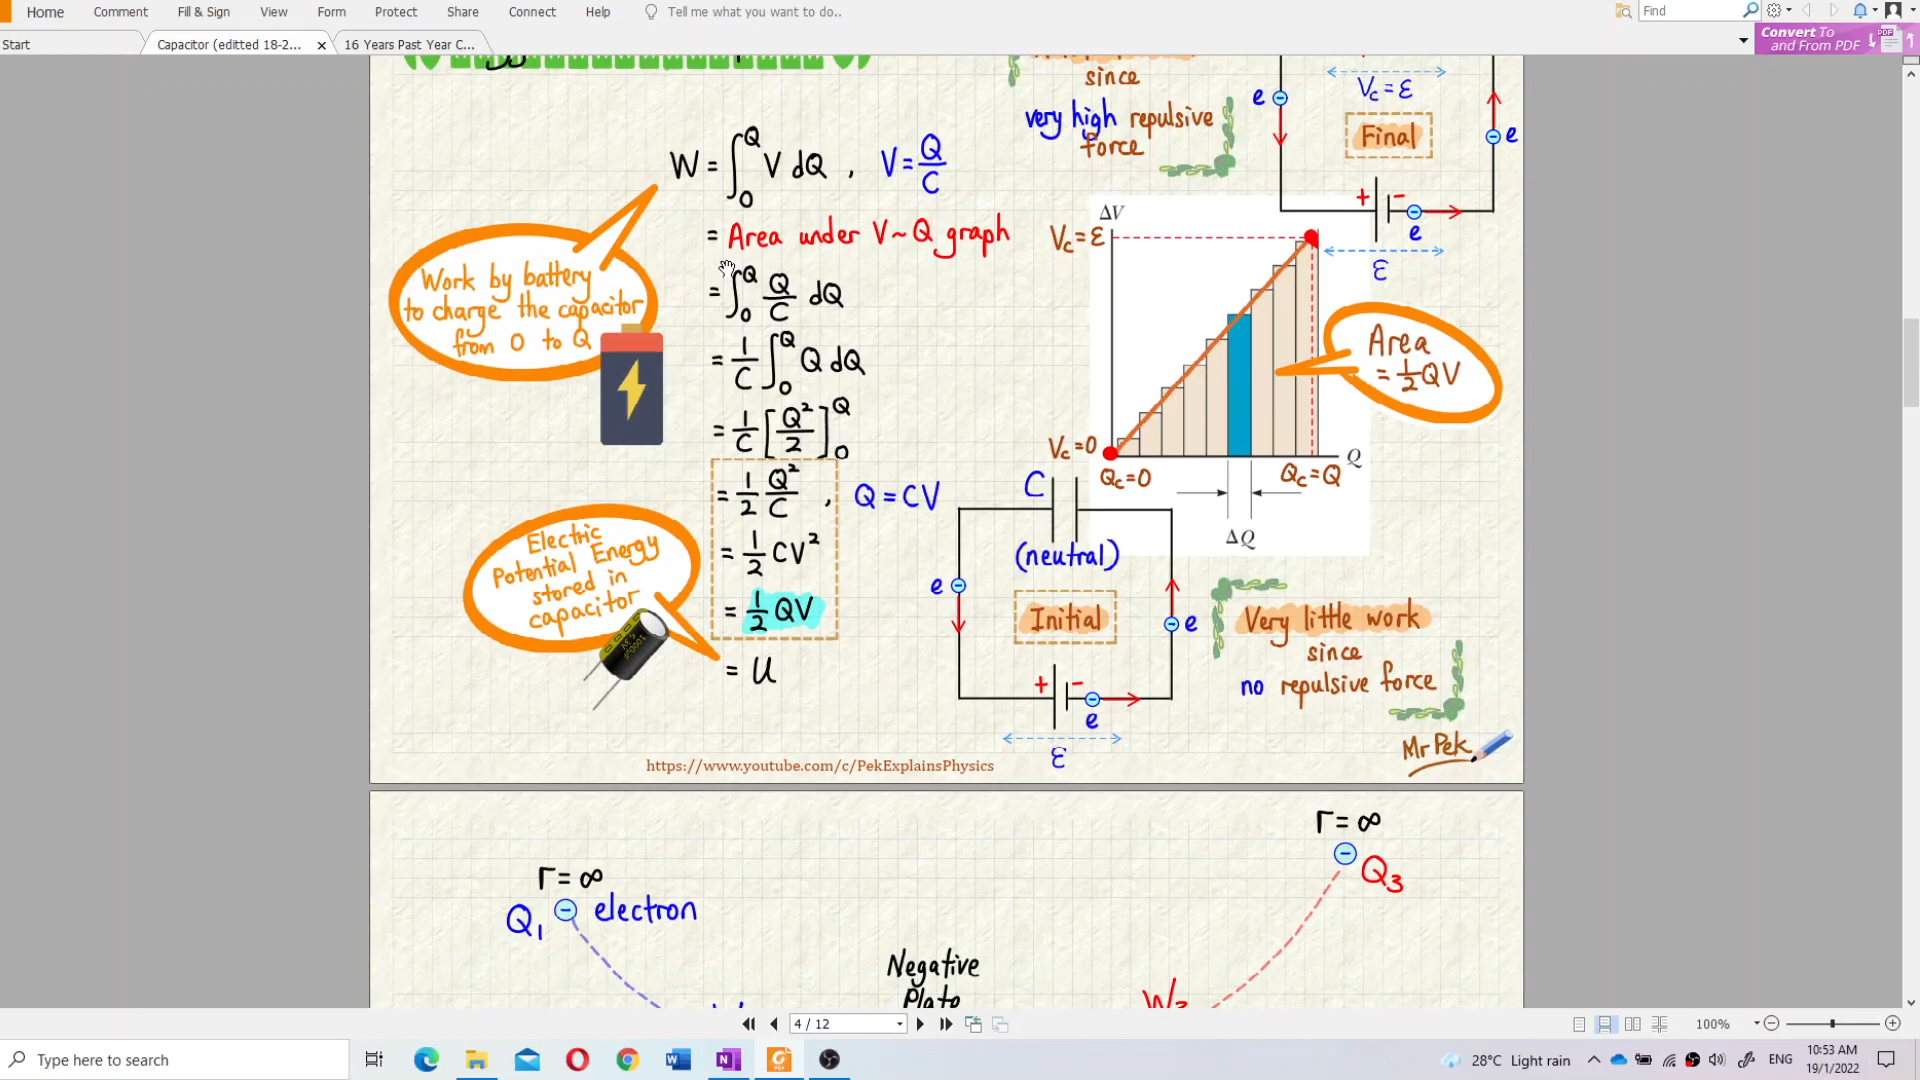 Home Comment Fill & Sign View Form Protect Share Connect Help Tell me what you want to do.. Find
Start Capacitor (editted 18-2... × 16 Years Past Year C... Convert To
and From PDF
since
very high repulsive
force
Vc = ε
e
Final
e
+ -
e
ε
W = ∫₀^Q V dQ , V = Q/C
= Area under V~Q graph
= ∫₀^Q Q/C dQ
= 1/C ∫₀^Q Q dQ
= 1/C [Q²/2]₀^Q
= 1/2 Q²/C , Q = CV
= 1/2 CV²
= 1/2 QV
= U
Work by battery
to charge the capacitor
from 0 to Q
Electric
Potential Energy
stored in
capacitor
ΔV
Vc = ε
Vc = 0
Qc = 0
Qc = Q
Q
ΔQ
Area
= 1/2 QV
C
(neutral)
e
Initial
e
+ -
e
ε
Very little work
since
no repulsive force
Mr Pek
https://www.youtube.com/c/PekExplainsPhysics
r = ∞
Q₁ - electron
r = ∞
- Q₃
Negative
Plate
4 / 12
100%
Type here to search
28°C Light rain
ENG
10:53 AM
19/1/2022